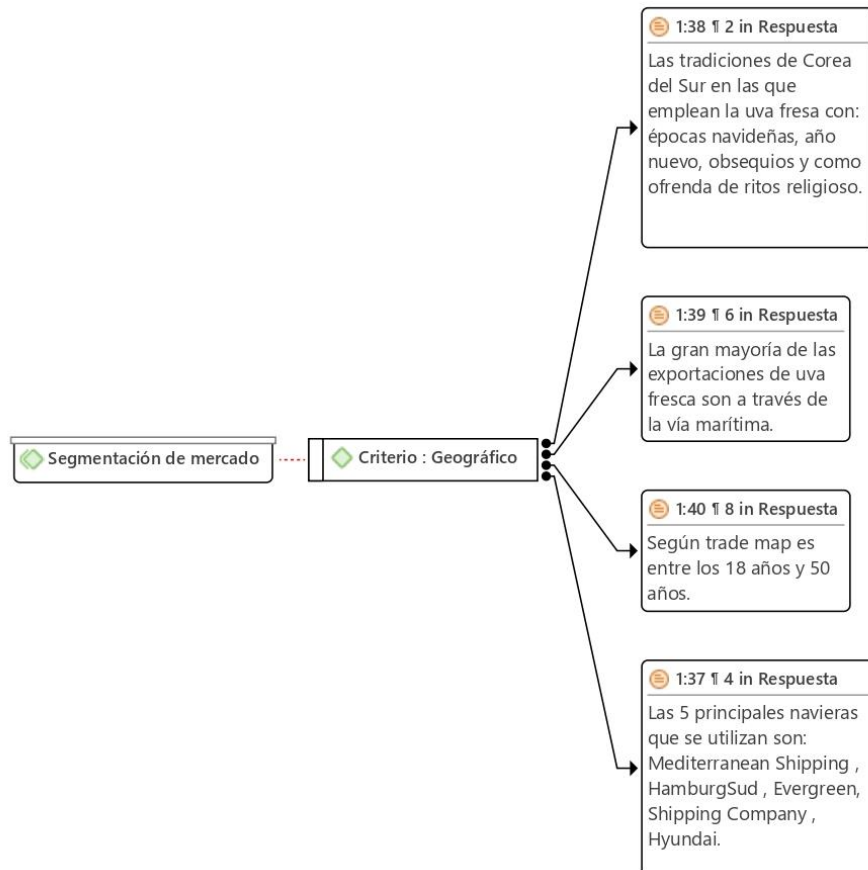 Segmentación de mercado
Criterio : Geográfico
1:38 ¶ 2 in Respuesta
Las tradiciones de Corea
del Sur en las que
emplean la uva fresa con:
épocas navideñas, año
nuevo, obsequios y como
ofrenda de ritos religioso.
1:39 ¶ 6 in Respuesta
La gran mayoría de las
exportaciones de uva
fresca son a través de
la vía marítima.
1:40 ¶ 8 in Respuesta
Según trade map es
entre los 18 años y 50
años.
1:37 ¶ 4 in Respuesta
Las 5 principales navieras
que se utilizan son:
Mediterranean Shipping ,
HamburgSud , Evergreen,
Shipping Company ,
Hyundai.